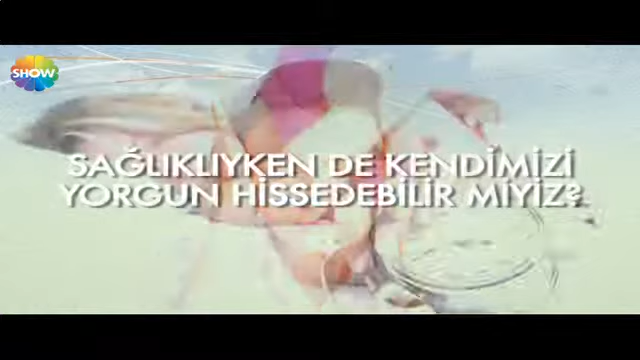 SHOW
SAĞLIKLIYKEN DE KENDİMİZİ
YORGUN HİSSEDEBİLİR MİYİZ?